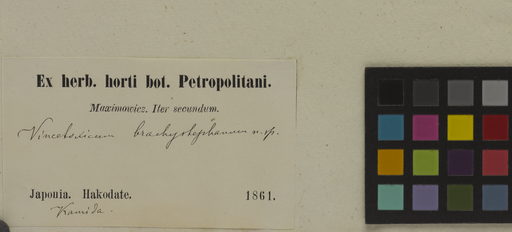 Ex herb. horti bot. Petropolitani.
Maximowicz. Iter secundum.
Vincetoxicum brachystephanum n. sp.
Japonia. Hakodate. 1861.
Kamida.